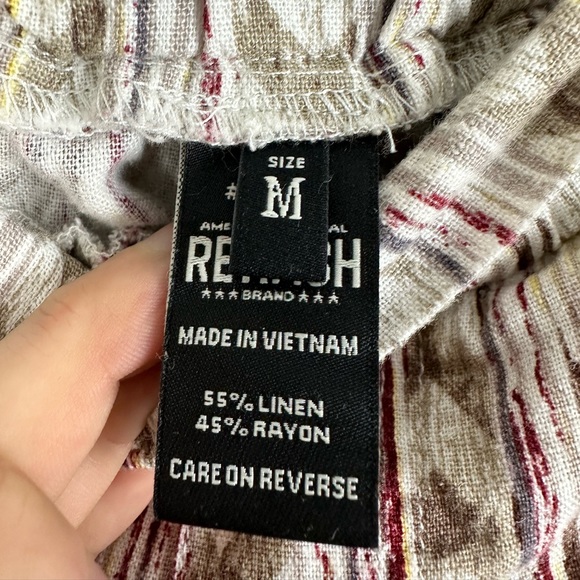 SIZE
M
#
BRAND
MADE IN VIETNAM
55% LINEN
45% RAYON
CARE ON REVERSE